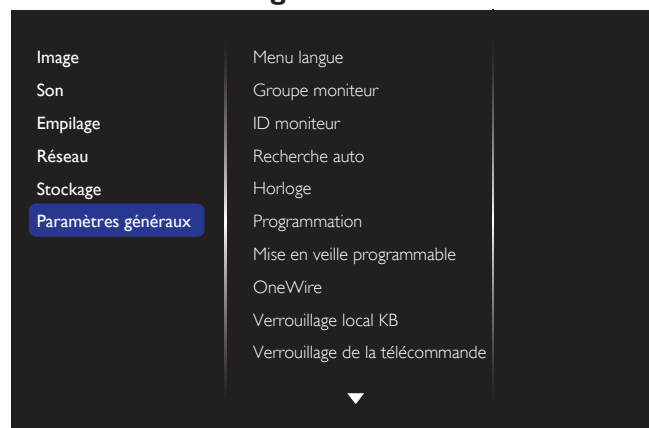 Image
Son
Empilage
Réseau
Stockage
Paramètres généraux
Menu langue
Groupe moniteur
ID moniteur
Recherche auto
Horloge
Programmation
Mise en veille programmable
OneWire
Verrouillage local KB
Verrouillage de la télécommande